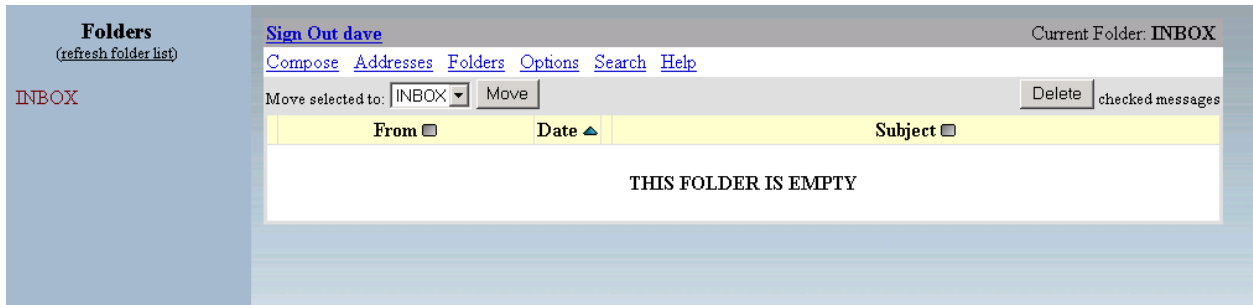 Folders
(refresh folder list)
INBOX
Sign Out dave Current Folder: INBOX
Compose Addresses Folders Options Search Help
Move selected to: INBOX Move Delete checked messages
From Date Subject
THIS FOLDER IS EMPTY